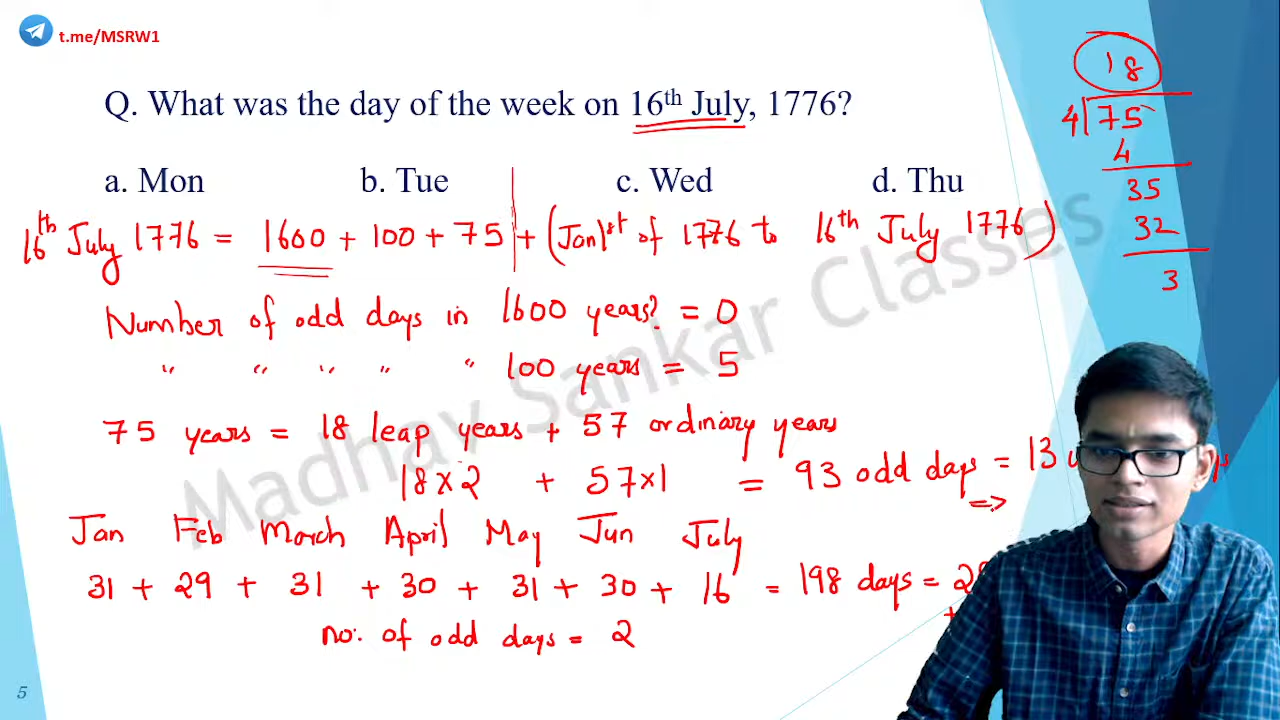 t.me/MSRW1
18
4) 75
4
35
32
3
Q. What was the day of the week on 16th July, 1776?
a. Mon b. Tue c. Wed d. Thu
16th July 1776 = 1600 + 100 + 75 + (Jan 1st of 1776 to 16th July 1776)
Number of odd days in 1600 years? = 0
" " " " " 100 years = 5
75 years = 18 leap years + 57 ordinary years
18×2 + 57×1 = 93 odd days = 13
=>
Jan Feb March April May Jun July
31 + 29 + 31 + 30 + 31 + 30 + 16 = 198 days = 28
+
no: of odd days = 2
Madhav Sankar Classes
5